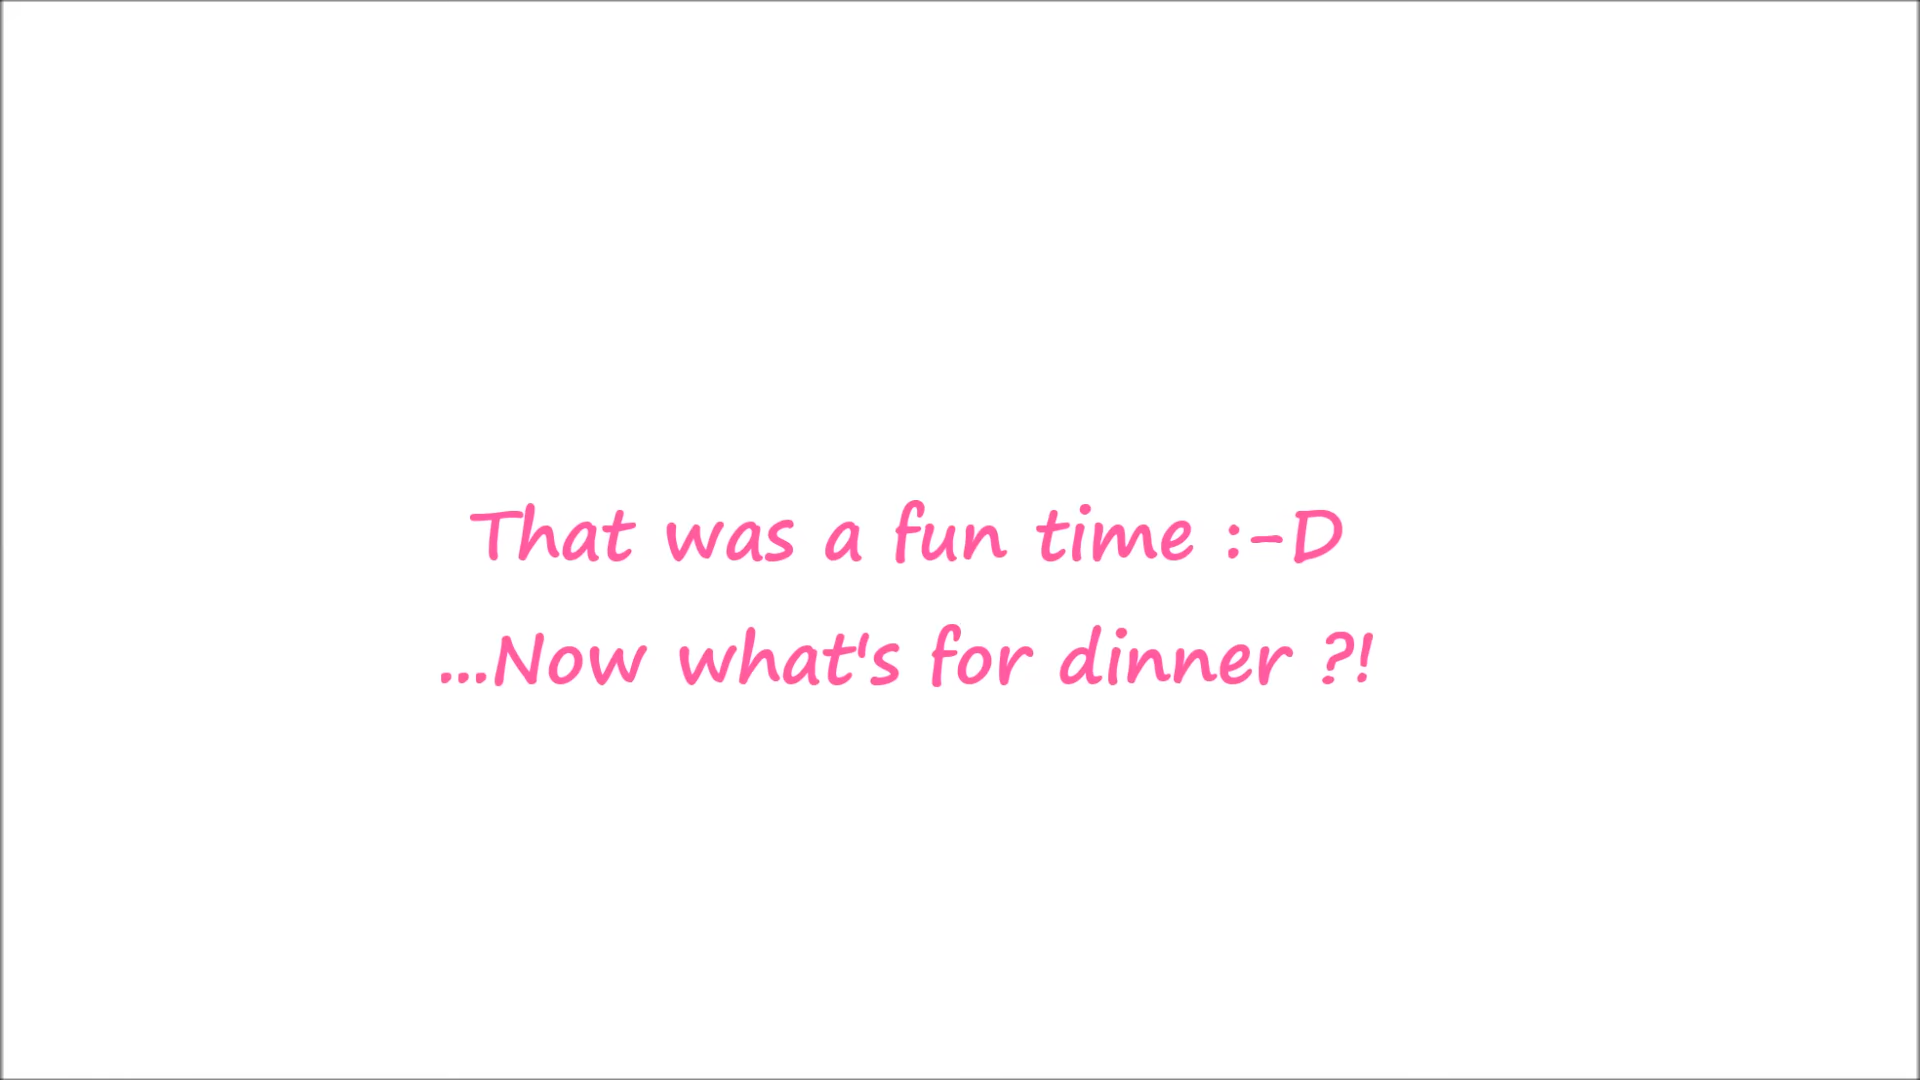 That was a fun time :-D
...Now what's for dinner ?!